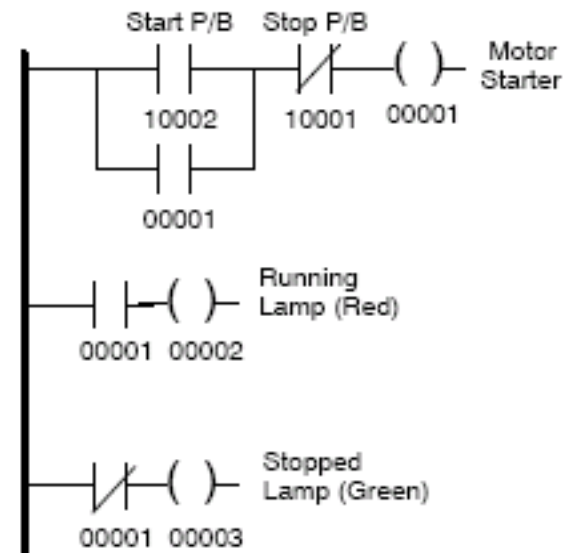 Start P/B Stop P/B
Motor
Starter
10002 10001 00001
00001
Running
Lamp (Red)
00001 00002
Stopped
Lamp (Green)
00001 00003